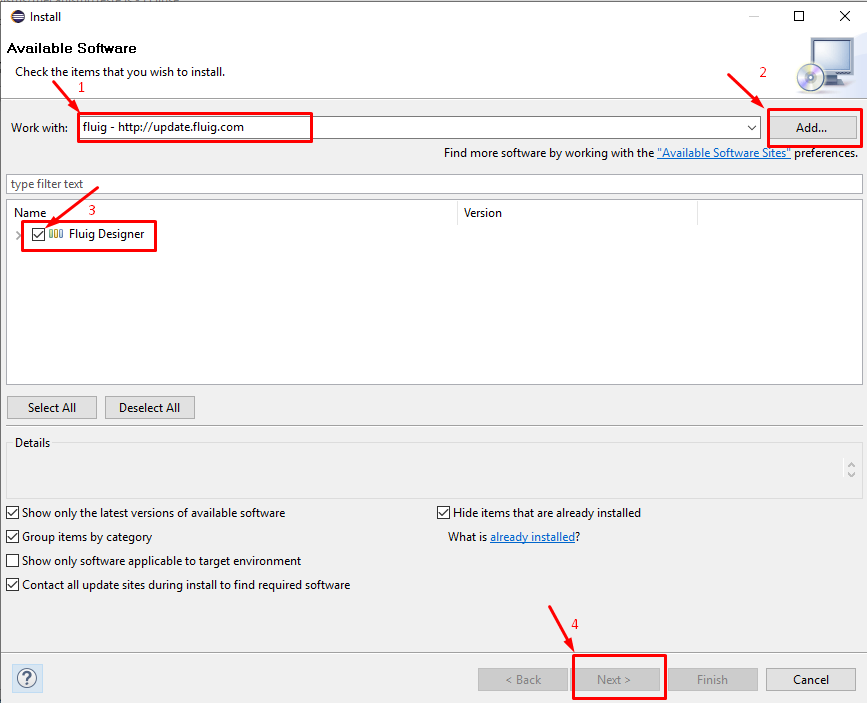 Install
Available Software
Check the items that you wish to install.
1
2
Work with:
fluig - http://update.fluig.com
Add...
Find more software by working with the "Available Software Sites" preferences.
type filter text
Name
Version
3
Fluig Designer
Select All
Deselect All
Details
Show only the latest versions of available software
Hide items that are already installed
Group items by category
What is already installed?
Show only software applicable to target environment
Contact all update sites during install to find required software
4
?
< Back
Next >
Finish
Cancel